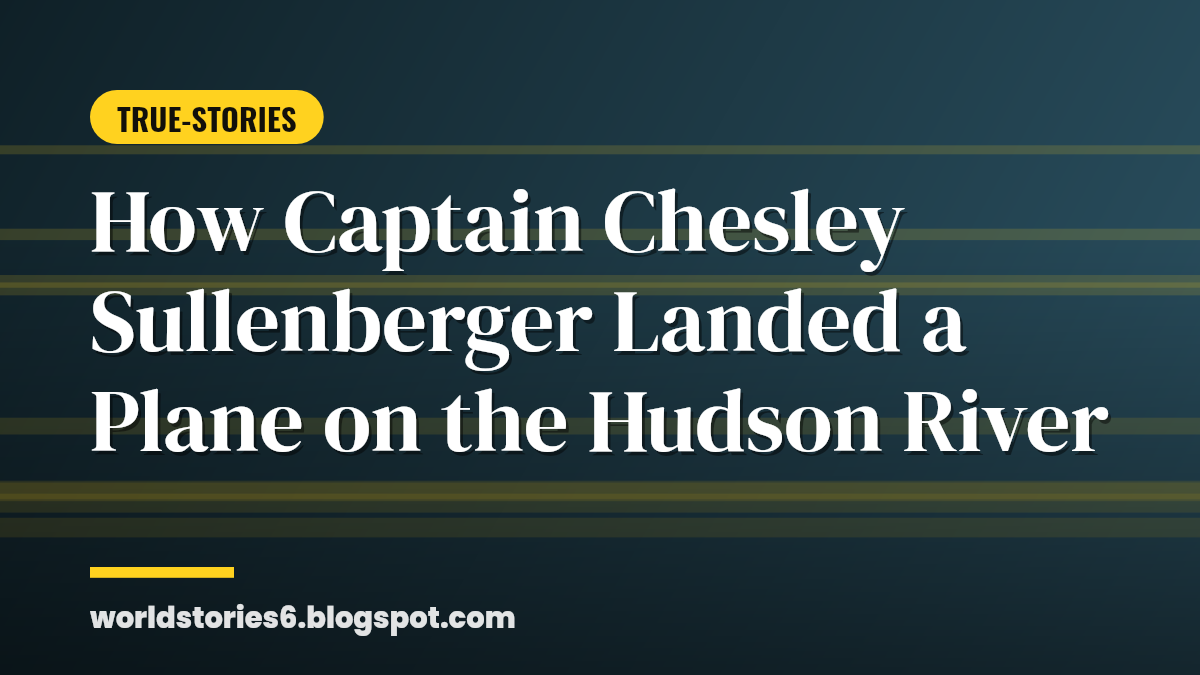 TRUE-STORIES
How Captain Chesley
Sullenberger Landed a
Plane on the Hudson River
worldstories6.blogspot.com